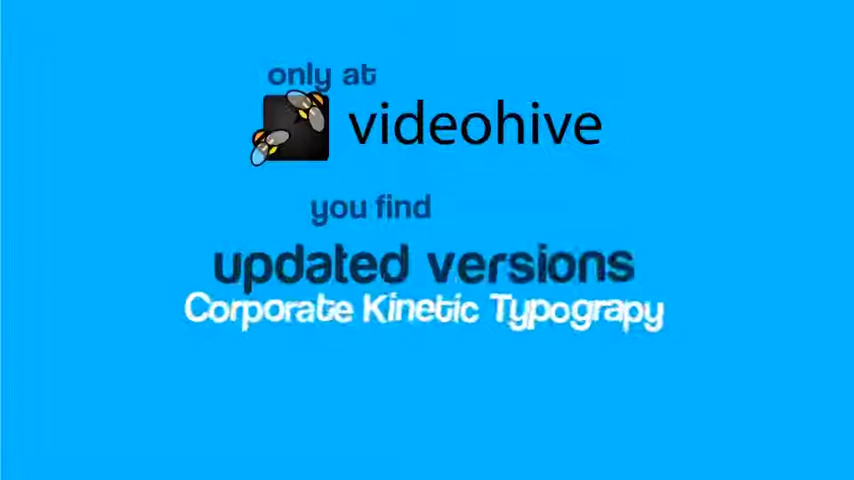 only at
videohive
you find
updated versions
Corporate Kinetic Typograpy